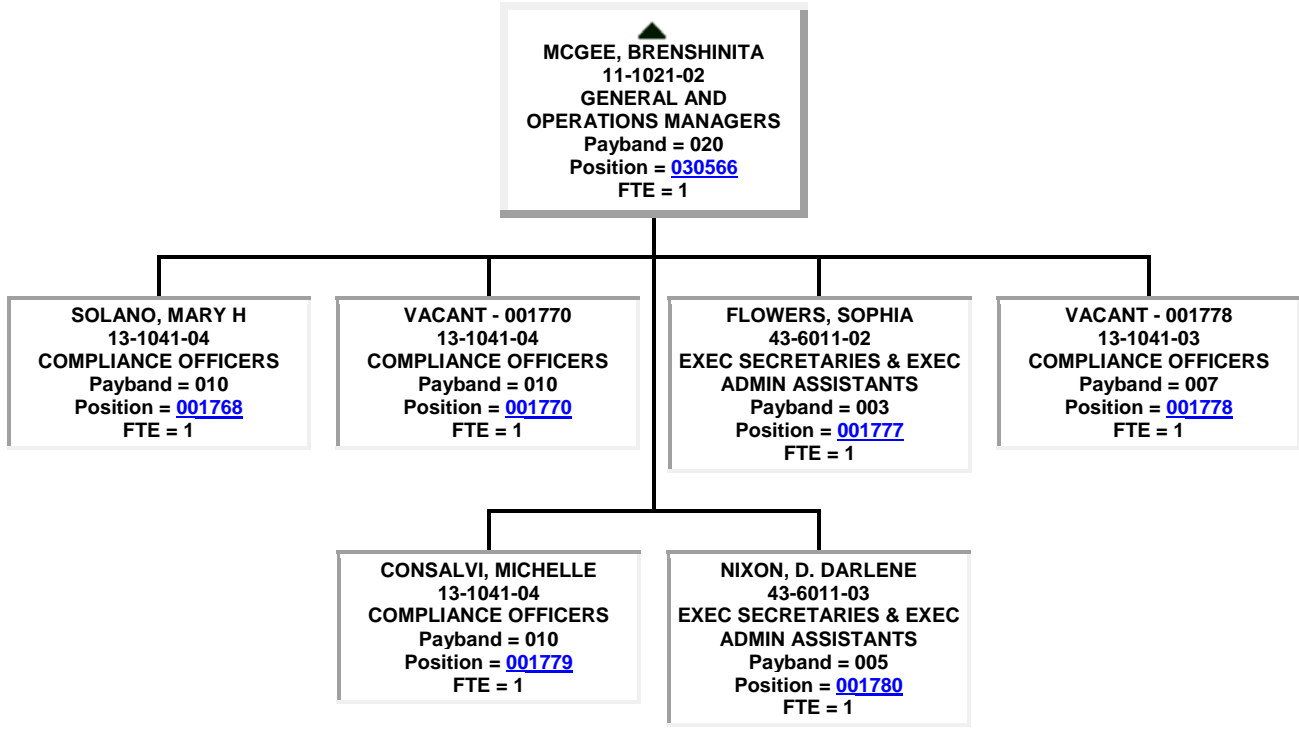 MCGEE, BRENSHINITA
11-1021-02
GENERAL AND
OPERATIONS MANAGERS
Payband = 020
Position = 030566
FTE = 1
SOLANO, MARY H
13-1041-04
COMPLIANCE OFFICERS
Payband = 010
Position = 001768
FTE = 1
VACANT - 001770
13-1041-04
COMPLIANCE OFFICERS
Payband = 010
Position = 001770
FTE = 1
FLOWERS, SOPHIA
43-6011-02
EXEC SECRETARIES & EXEC
ADMIN ASSISTANTS
Payband = 003
Position = 001777
FTE = 1
VACANT - 001778
13-1041-03
COMPLIANCE OFFICERS
Payband = 007
Position = 001778
FTE = 1
CONSALVI, MICHELLE
13-1041-04
COMPLIANCE OFFICERS
Payband = 010
Position = 001779
FTE = 1
NIXON, D. DARLENE
43-6011-03
EXEC SECRETARIES & EXEC
ADMIN ASSISTANTS
Payband = 005
Position = 001780
FTE = 1